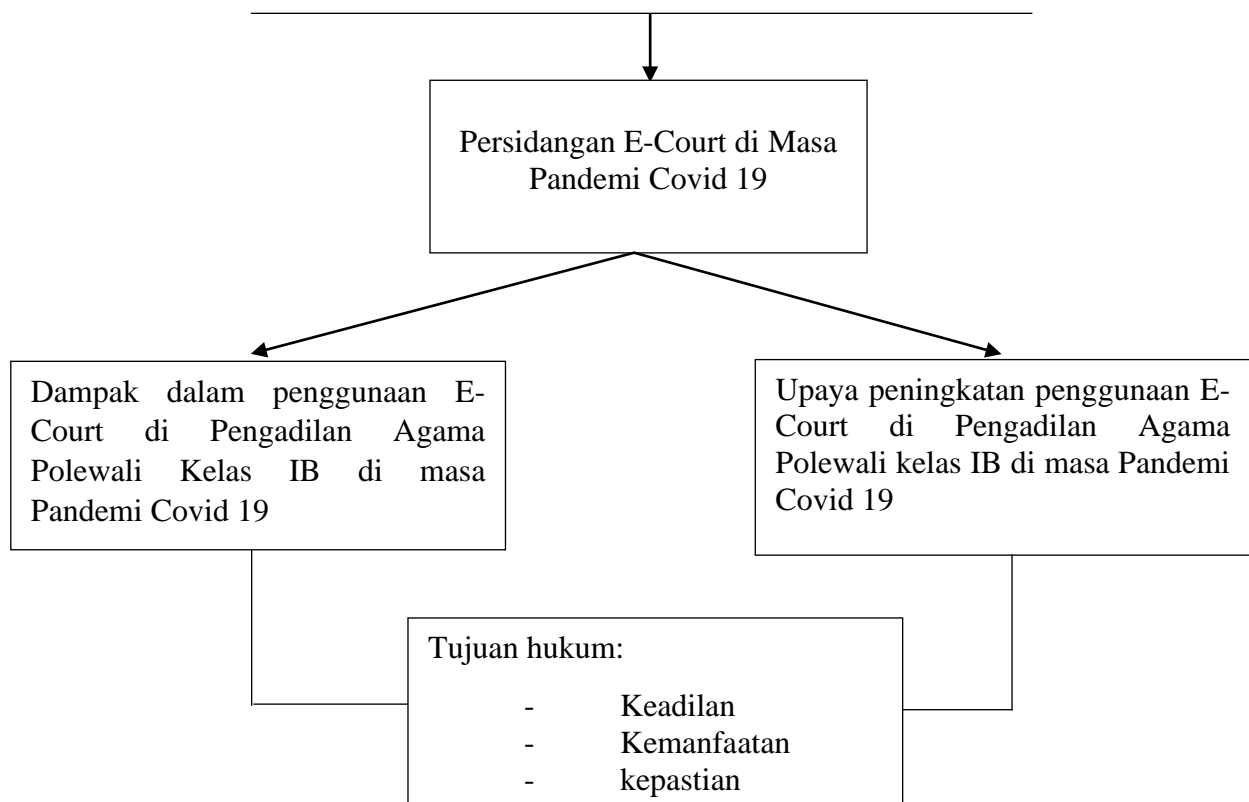 Persidangan E-Court di Masa
Pandemi Covid 19
Dampak dalam penggunaan E-
Court di Pengadilan Agama
Polewali Kelas IB di masa
Pandemi Covid 19
Upaya peningkatan penggunaan E-
Court di Pengadilan Agama
Polewali kelas IB di masa Pandemi
Covid 19
Tujuan hukum:
- Keadilan
- Kemanfaatan
- kepastian